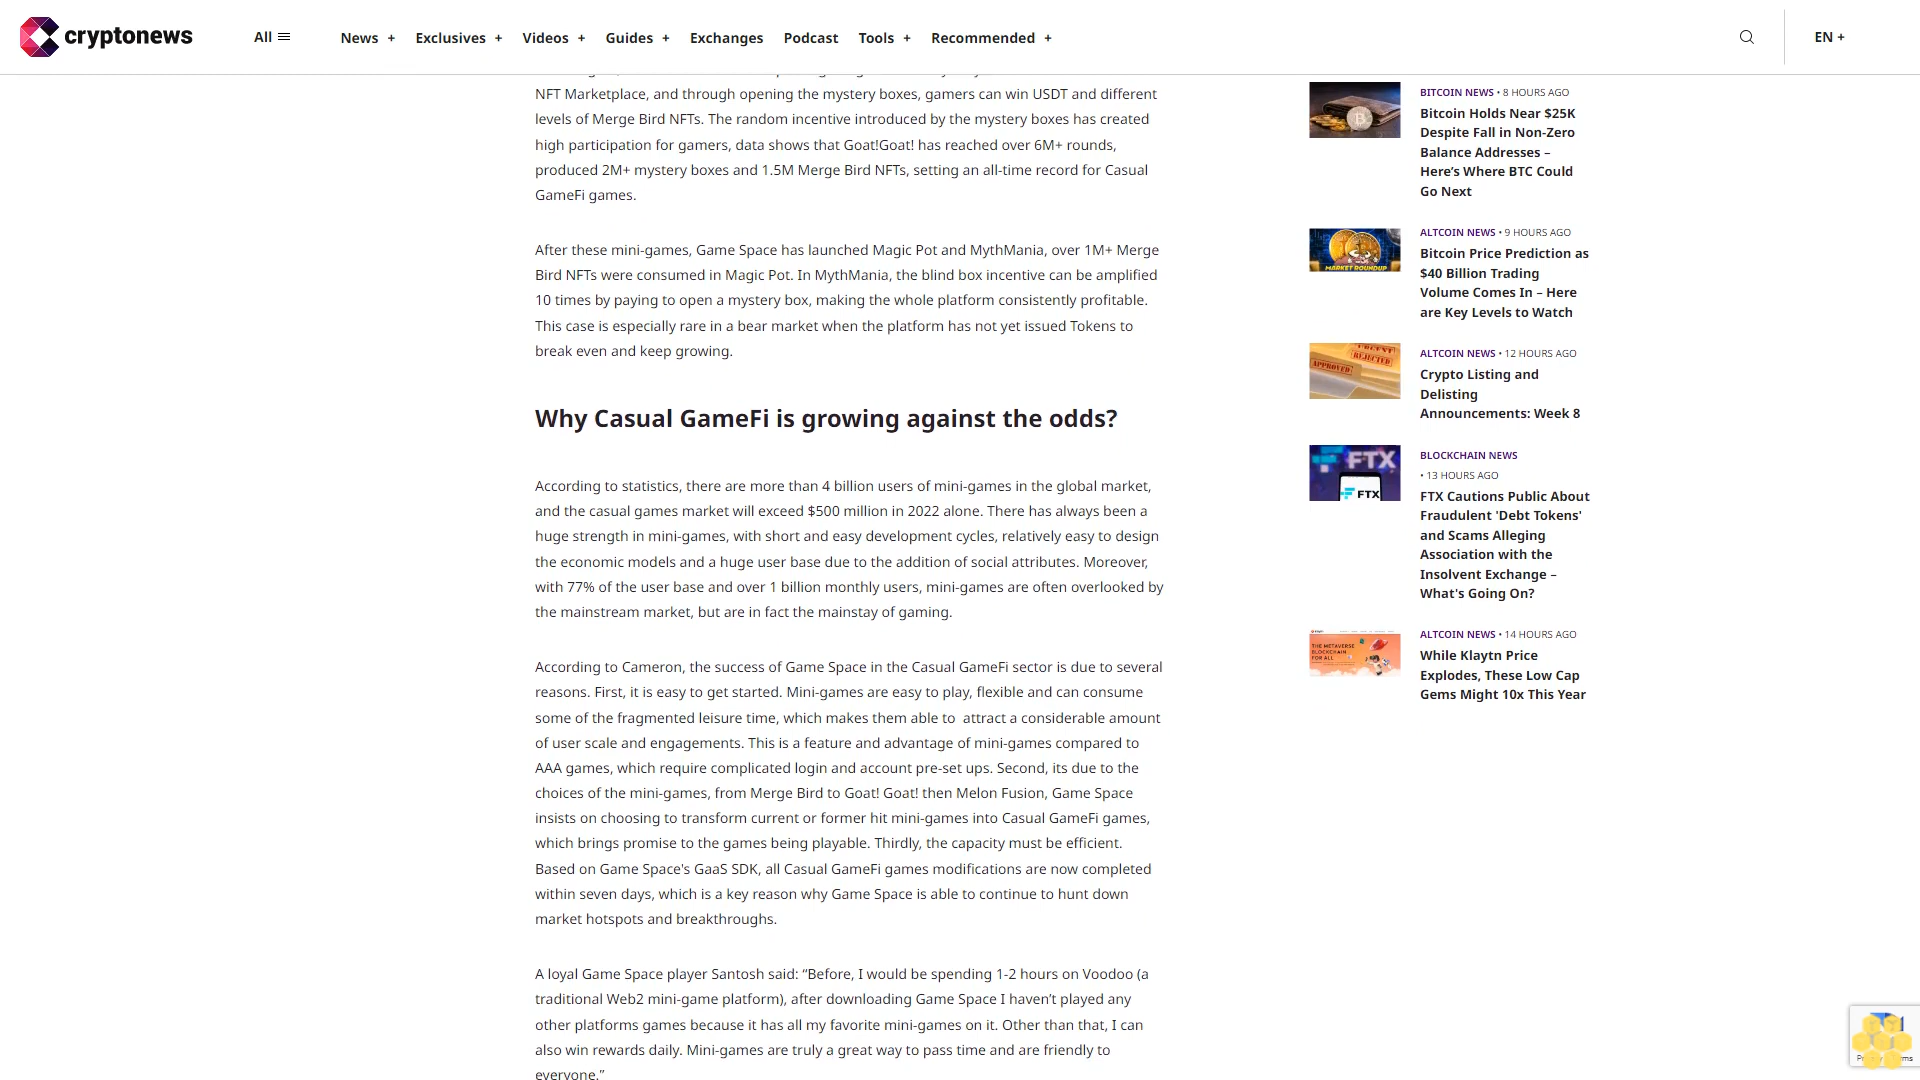 cryptonews
All
News +
Exclusives +
Videos +
Guides +
Exchanges
Podcast
Tools +
Recommended +
EN +
NFT Marketplace, and through opening the mystery boxes, gamers can win USDT and different
levels of Merge Bird NFTs. The random incentive introduced by the mystery boxes has created
high participation for gamers, data shows that Goat!Goat! has reached over 6M+ rounds,
produced 2M+ mystery boxes and 1.5M Merge Bird NFTs, setting an all-time record for Casual
GameFi games.
After these mini-games, Game Space has launched Magic Pot and MythMania, over 1M+ Merge
Bird NFTs were consumed in Magic Pot. In MythMania, the blind box incentive can be amplified
10 times by paying to open a mystery box, making the whole platform consistently profitable.
This case is especially rare in a bear market when the platform has not yet issued Tokens to
break even and keep growing.
Why Casual GameFi is growing against the odds?
According to statistics, there are more than 4 billion users of mini-games in the global market,
and the casual games market will exceed $500 million in 2022 alone. There has always been a
huge strength in mini-games, with short and easy development cycles, relatively easy to design
the economic models and a huge user base due to the addition of social attributes. Moreover,
with 77% of the user base and over 1 billion monthly users, mini-games are often overlooked by
the mainstream market, but are in fact the mainstay of gaming.
According to Cameron, the success of Game Space in the Casual GameFi sector is due to several
reasons. First, it is easy to get started. Mini-games are easy to play, flexible and can consume
some of the fragmented leisure time, which makes them able to  attract a considerable amount
of user scale and engagements. This is a feature and advantage of mini-games compared to
AAA games, which require complicated login and account pre-set ups. Second, its due to the
choices of the mini-games, from Merge Bird to Goat! Goat! then Melon Fusion, Game Space
insists on choosing to transform current or former hit mini-games into Casual GameFi games,
which brings promise to the games being playable. Thirdly, the capacity must be efficient.
Based on Game Space's GaaS SDK, all Casual GameFi games modifications are now completed
within seven days, which is a key reason why Game Space is able to continue to hunt down
market hotspots and breakthroughs.
A loyal Game Space player Santosh said: “Before, I would be spending 1-2 hours on Voodoo (a
traditional Web2 mini-game platform), after downloading Game Space I haven’t played any
other platforms games because it has all my favorite mini-games on it. Other than that, I can
also win rewards daily. Mini-games are truly a great way to pass time and are friendly to
everyone.”
BITCOIN NEWS • 8 HOURS AGO
Bitcoin Holds Near $25K
Despite Fall in Non-Zero
Balance Addresses –
Here’s Where BTC Could
Go Next
MARKET ROUNDUP
ALTCOIN NEWS • 9 HOURS AGO
Bitcoin Price Prediction as
$40 Billion Trading
Volume Comes In – Here
are Key Levels to Watch
URGENT
REJECTED
APPROVED
ALTCOIN NEWS • 12 HOURS AGO
Crypto Listing and
Delisting
Announcements: Week 8
FTX
FTX
BLOCKCHAIN NEWS
• 13 HOURS AGO
FTX Cautions Public About
Fraudulent 'Debt Tokens'
and Scams Alleging
Association with the
Insolvent Exchange –
What's Going On?
THE METAVERSE
BLOCKCHAIN
FOR ALL
ALTCOIN NEWS • 14 HOURS AGO
While Klaytn Price
Explodes, These Low Cap
Gems Might 10x This Year